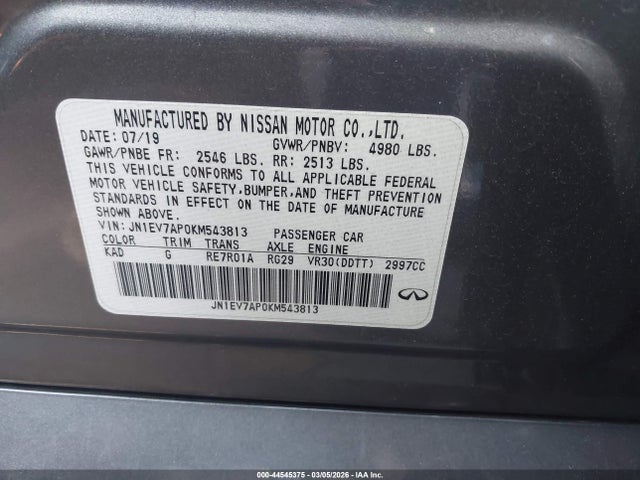 MANUFACTURED BY NISSAN MOTOR CO.,LTD.
DATE: 07/19 GVWR/PNBV: 4980 LBS.
GAWR/PNBE FR: 2546 LBS. RR: 2513 LBS.
THIS VEHICLE CONFORMS TO ALL APPLICABLE FEDERAL
MOTOR VEHICLE SAFETY,BUMPER,AND THEFT PREVENTION
STANDARDS IN EFFECT ON THE DATE OF MANUFACTURE
SHOWN ABOVE.
VIN: JN1EV7AP0KM543813 PASSENGER CAR
COLOR TRIM TRANS AXLE ENGINE
KAD G RE7R01A RG29 VR30(DDTT) 2997CC
JN1EV7AP0KM543813
000-44545375 | 03/05/2026 - IAA, Inc.